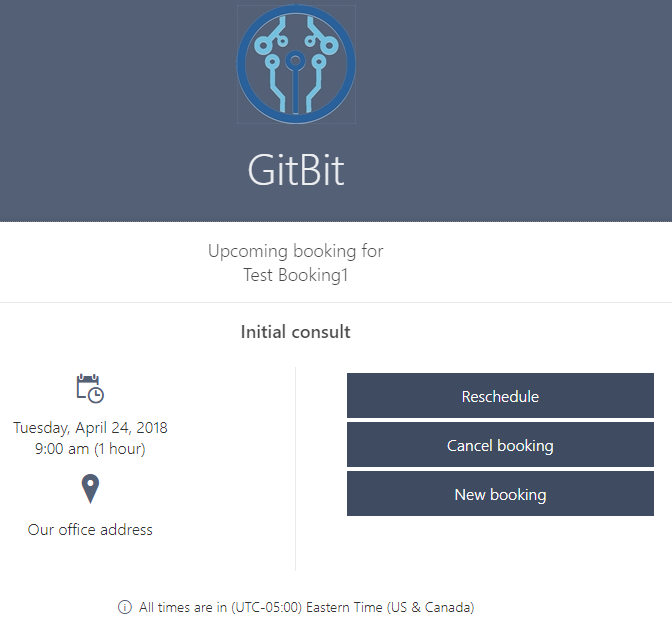 GitBit
Upcoming booking for
Test Booking1
Initial consult
Tuesday, April 24, 2018
9:00 am (1 hour)
Our office address
Reschedule
Cancel booking
New booking
All times are in (UTC-05:00) Eastern Time (US & Canada)